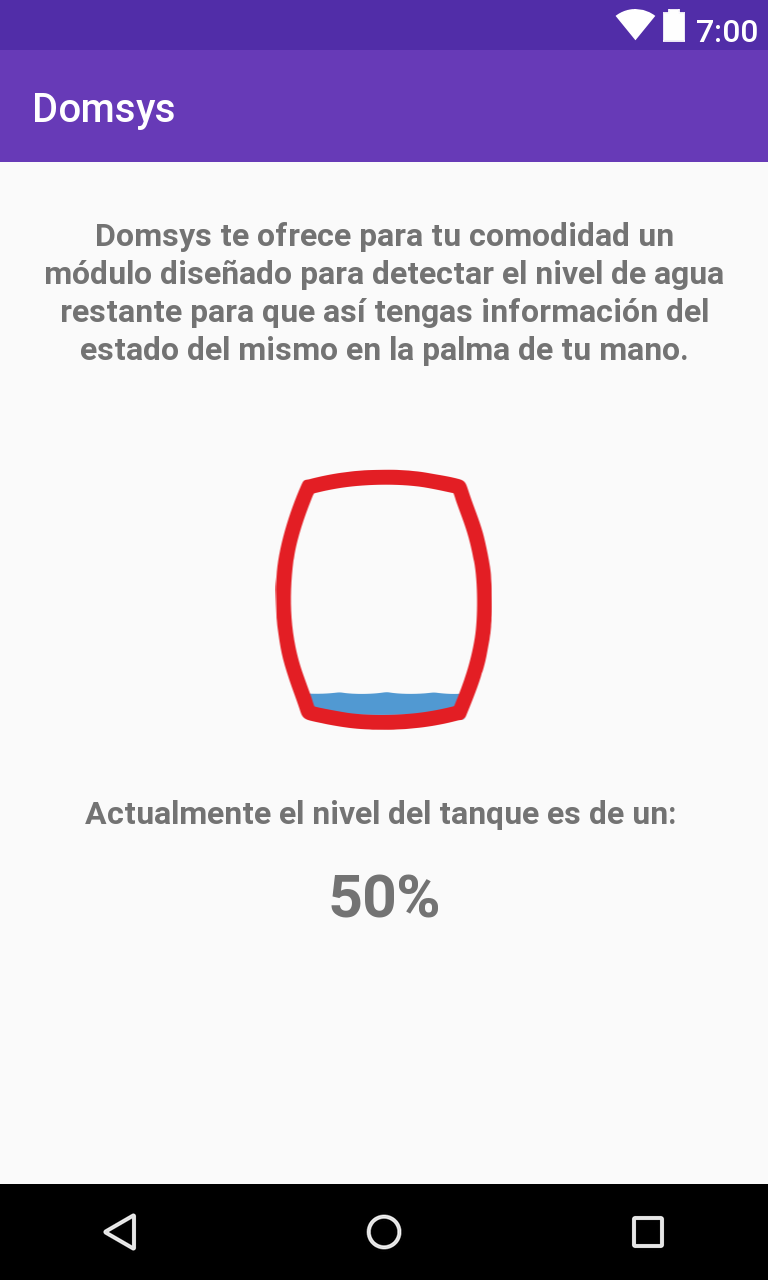 7:00
Domsys
Domsys te ofrece para tu comodidad un
módulo diseñado para detectar el nivel de agua
restante para que así tengas información del
estado del mismo en la palma de tu mano.
Actualmente el nivel del tanque es de un:
50%